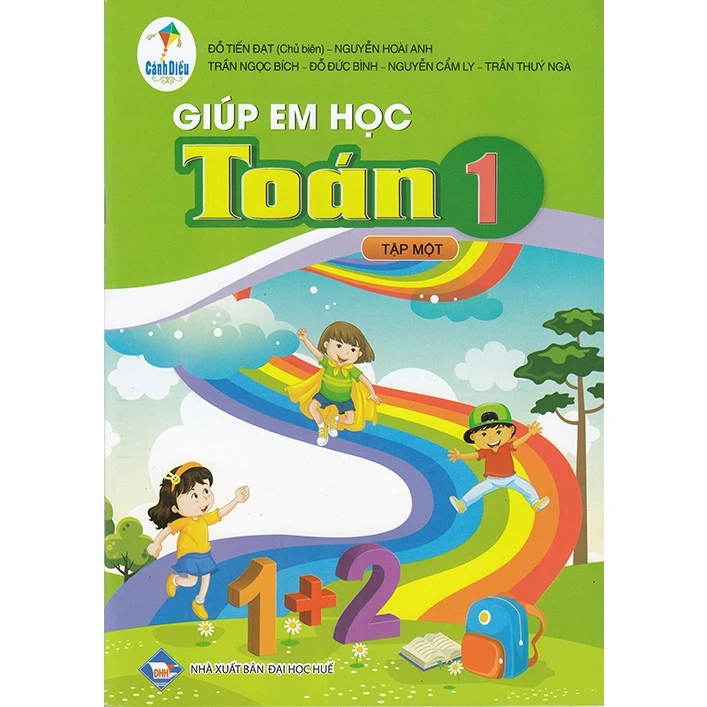 Cánh Diều
ĐỖ TIẾN ĐẠT (Chủ biên) – NGUYỄN HOÀI ANH
TRẦN NGỌC BÍCH – ĐỖ ĐỨC BÌNH – NGUYỄN CẨM LY – TRẦN THUÝ NGÀ
GIÚP EM HỌC
Toán 1
TẬP MỘT
1+2
ĐHH
NHÀ XUẤT BẢN ĐẠI HỌC HUẾ